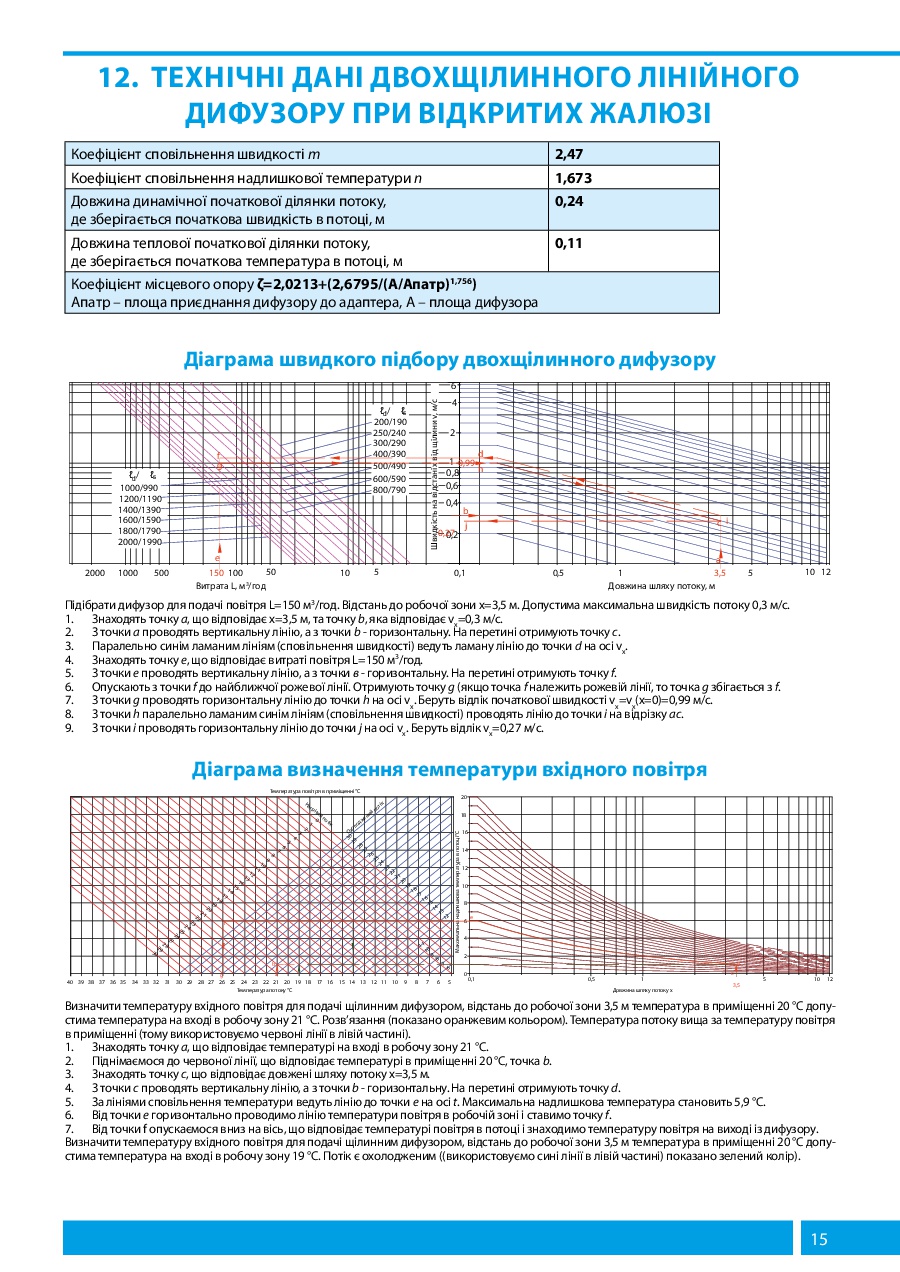 12. ТЕХНІЧНІ ДАНІ ДВОХЩІЛИННОГО ЛІНІЙНОГО
ДИФУЗОРУ ПРИ ВІДКРИТИХ ЖАЛЮЗІ
Коефіцієнт сповільнення швидкості m 2,47
Коефіцієнт сповільнення надлишкової температури n 1,673
Довжина динамічної початкової ділянки потоку, 0,24
де зберігається початкова швидкість в потоці, м
Довжина теплової початкової ділянки потоку, 0,11
де зберігається початкова температура в потоці, м
Коефіцієнт місцевого опору ζ=2,0213+(2,6795/(А/Апатр)1,756)
Апатр – площа приєднання дифузору до адаптера, А – площа дифузора
Діаграма швидкого підбору двохщілинного дифузору
ℓd/ ℓs
200/190
250/240
300/290
400/390
500/490
600/590
800/790
ℓd/ ℓs
1000/990
1200/1190
1400/1390
1600/1590
1800/1790
2000/1990
Швидкість на відстані x від щілини v, м/с
6
4
2
1
0,8
0,6
0,4
0,2
2000 1000 500 150 100 50 10 5 0,1 0,5 1 3,5 5 10 12
Витрата L, м3/год Довжина шляху потоку, м
Підібрати дифузор для подачі повітря L=150 м3/год. Відстань до робочої зони x=3,5 м. Допустима максимальна швидкість потоку 0,3 м/с.
1. Знаходять точку a, що відповідає x=3,5 м, та точку b, яка відповідає vx=0,3 м/с.
2. З точки a проводять вертикальну лінію, а з точки b - горизонтальну. На перетині отримують точку c.
3. Паралельно синім ламаним лініям (сповільнення швидкості) ведуть ламану лінію до точки d на осі vx.
4. Знаходять точку e, що відповідає витраті повітря L=150 м3/год.
5. З точки e проводять вертикальну лінію, а з точки в - горизонтальну. На перетині отримують точку f.
6. Опускають з точки f до найближчої рожевої лінії. Отримують точку g (якщо точка f належить рожевій лінії, то точка g збігається з f.
7. З точки g проводять горизонтальну лінію до точки h на осі vx. Беруть відлік початкової швидкості vx=vx(x=0)=0,99 м/с.
8. З точки h паралельно ламаним синім лініям (сповільнення швидкості) проводять лінію до точки i на відрізку ac.
9. З точки i проводять горизонтальну лінію до точки j на осі vx. Беруть відлік vx=0,27 м/с.
Діаграма визначення температури вхідного повітря
Температура повітря в приміщенні °C
Максимальна надлишкова температура в потоці °C
20
18
16
14
12
10
8
6
4
2
0
40 39 38 37 36 35 34 33 32 31 30 29 28 27 26 25 24 23 22 21 20 19 18 17 16 15 14 13 12 11 10 9 8 7 6 5 0,1 0,5 1 3,5 5 10 12
Температура потоку °C Довжина шляху потоку x
Визначити температуру вхідного повітря для подачі щілинним дифузором, відстань до робочої зони 3,5 м температура в приміщенні 20 °C допу-
стима температура на вході в робочу зону 21 °C. Розв’язання (показано оранжевим кольором). Температура потоку вища за температуру повітря
в приміщенні (тому використовуємо червоні лінії в лівій частині).
1. Знаходять точку a, що відповідає температурі на вході в робочу зону 21 °C.
2. Піднімаємося до червоної лінії, що відповідає температурі в приміщенні 20 °C, точка b.
3. Знаходять точку c, що відповідає довжені шляху потоку x=3,5 м.
4. З точки c проводять вертикальну лінію, а з точки b - горизонтальну. На перетині отримують точку d.
5. За лініями сповільнення температури ведуть лінію до точки e на осі t. Максимальна надлишкова температура становить 5,9 °C.
6. Від точки e горизонтально проводимо лінію температури повітря в робочій зоні і ставимо точку f.
7. Від точки f опускаємося вниз на вісь, що відповідає температурі повітря в потоці і знаходимо температуру повітря на виході із дифузору.
Визначити температуру вхідного повітря для подачі щілинним дифузором, відстань до робочої зони 3,5 м температура в приміщенні 20 °C допу-
стима температура на вході в робочу зону 19 °C. Потік є охолодженим ((використовуємо сині лінії в лівій частині) показано зелений колір).
15